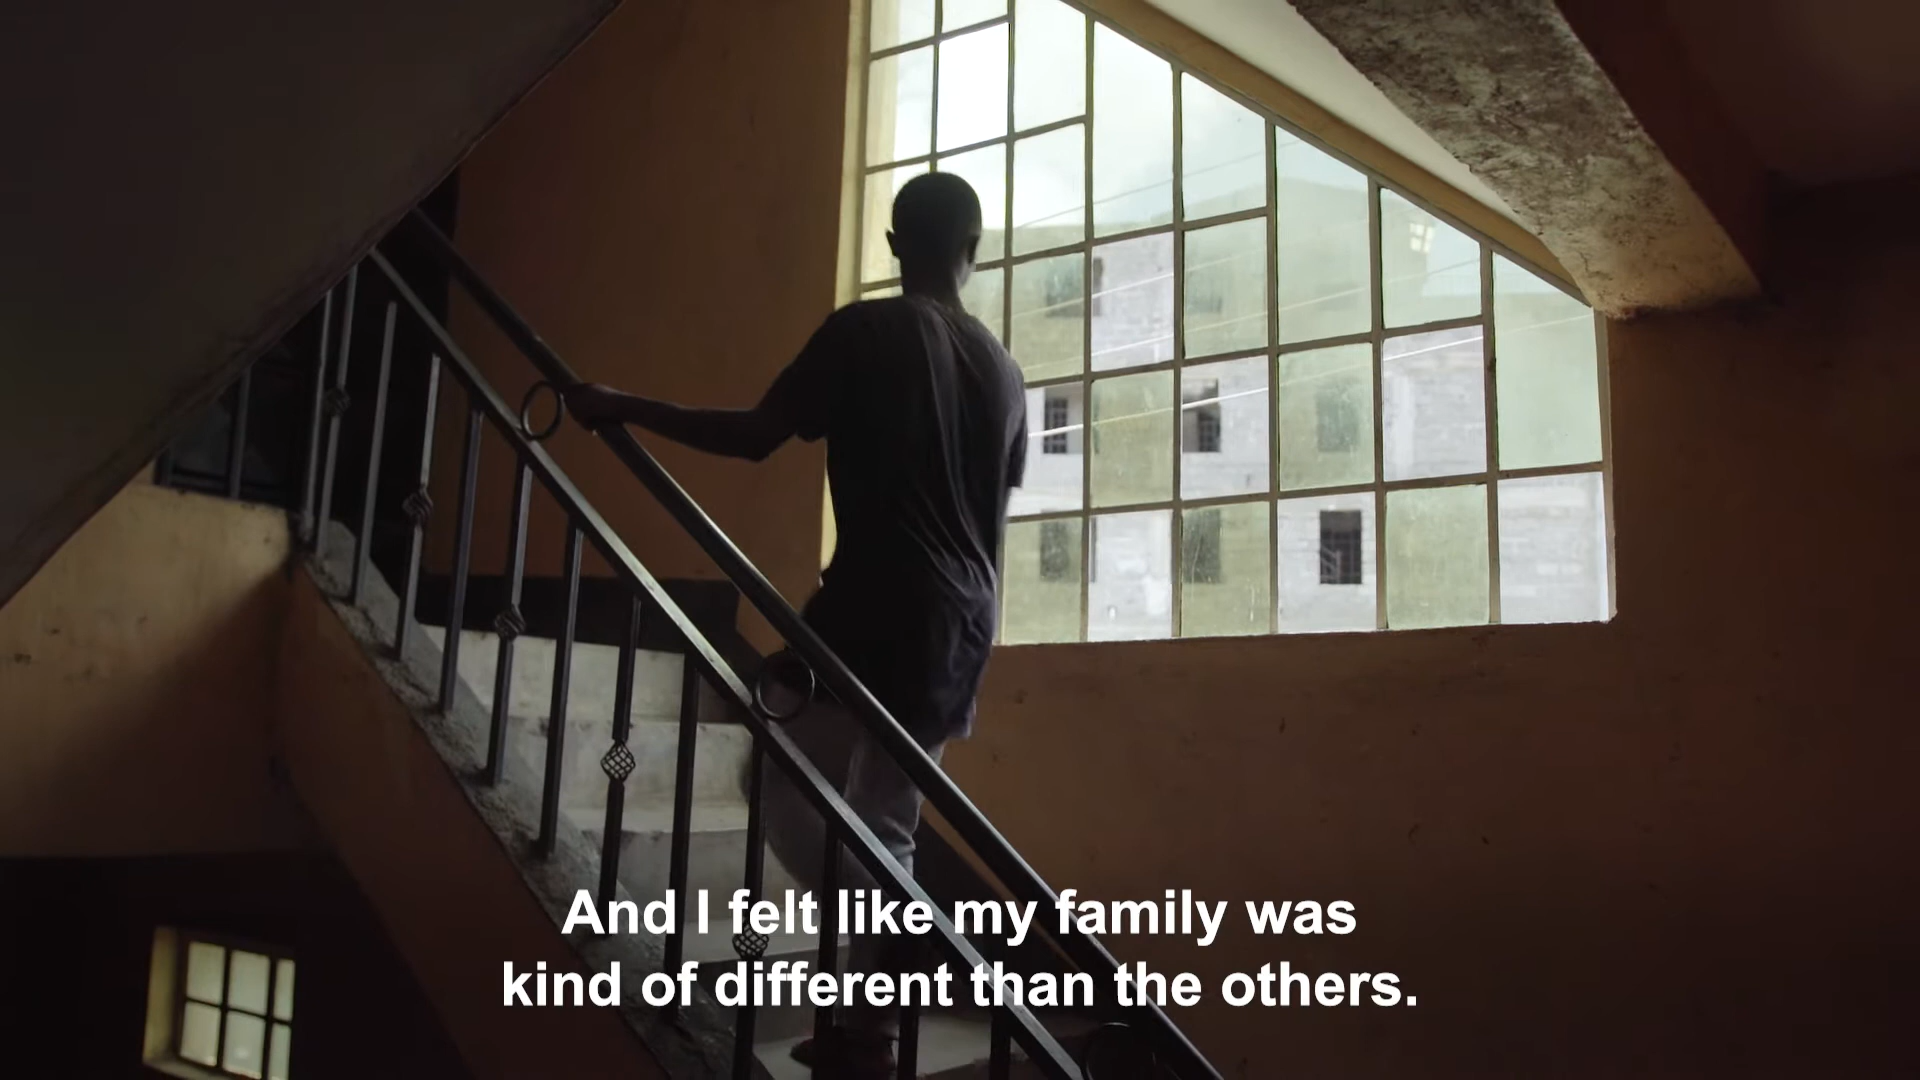 And I felt like my family was
kind of different than the others.